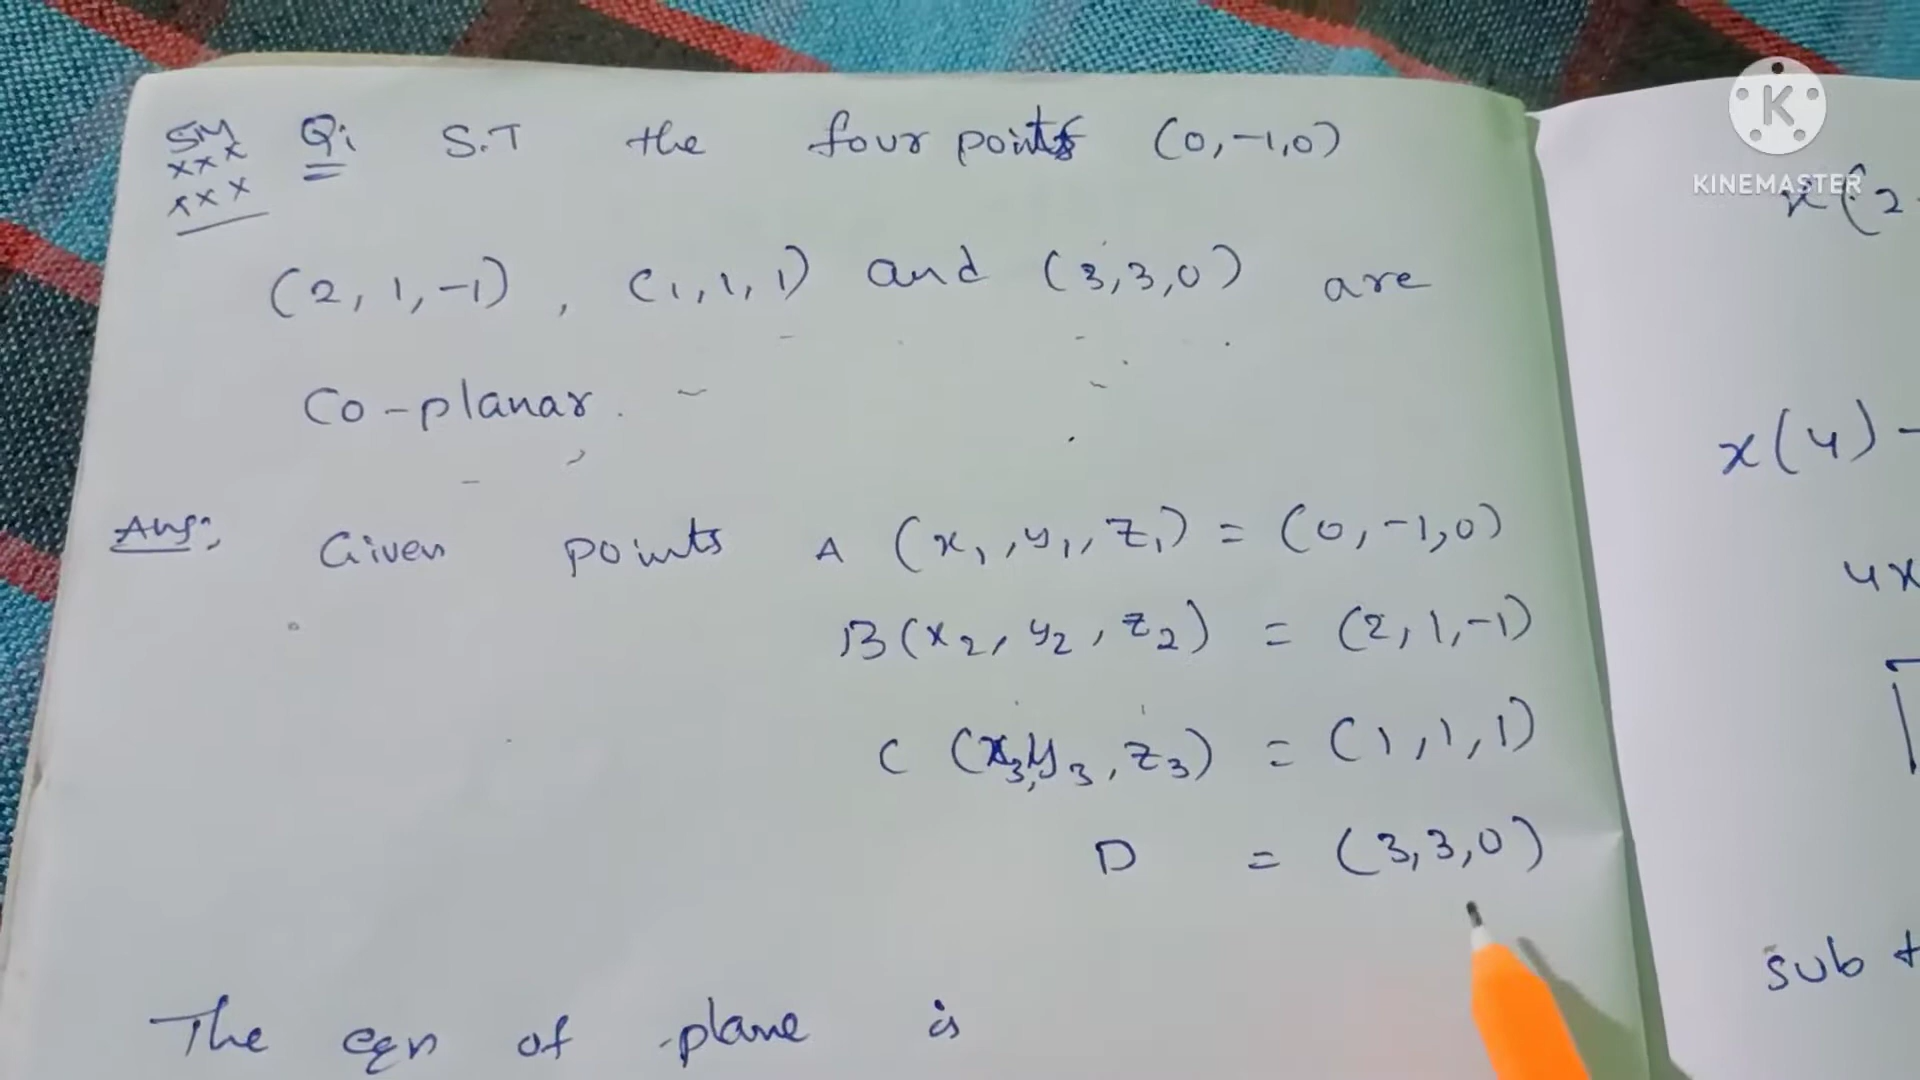 SM Q: S.T the four points (0,-1,0)
xxx
xxx
(2,1,-1), (1,1,1) and (3,3,0) are
Co-planar.
Ans: Given points A (x₁,y₁,z₁) = (0,-1,0)
B(x₂,y₂,z₂) = (2,1,-1)
C (x₃,y₃,z₃) = (1,1,1)
D = (3,3,0)
The eqn of plane is
KINEMASTER
x(2
x(4) -
4x
sub